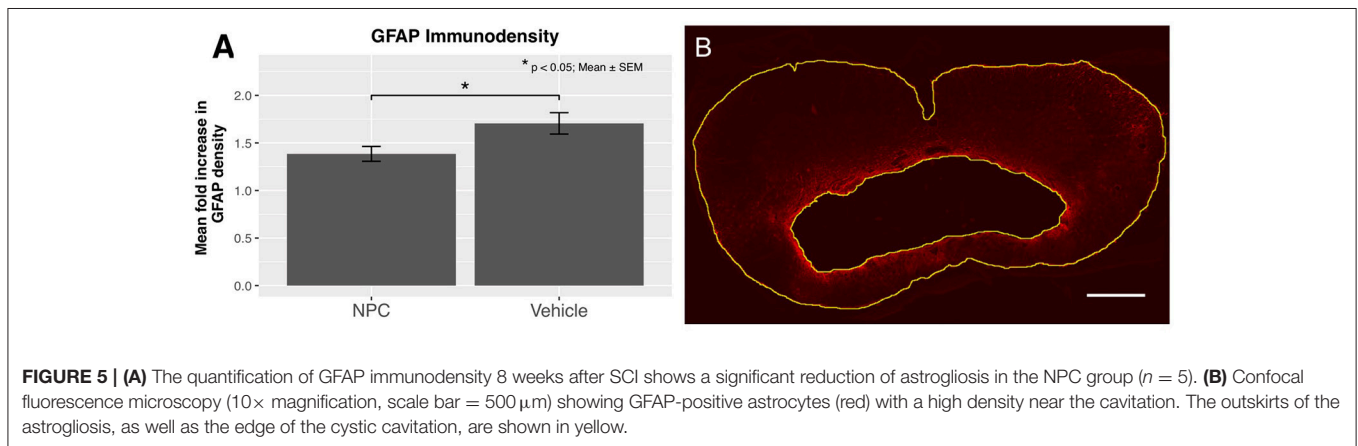 A
GFAP Immunodensity
* p < 0.05; Mean ± SEM
*
Mean fold increase in
GFAP density
2.0
1.5
1.0
0.5
0.0
NPC
Vehicle
B
FIGURE 5 | (A) The quantification of GFAP immunodensity 8 weeks after SCI shows a significant reduction of astrogliosis in the NPC group (n = 5). (B) Confocal
fluorescence microscopy (10× magnification, scale bar = 500 μm) showing GFAP-positive astrocytes (red) with a high density near the cavitation. The outskirts of the
astrogliosis, as well as the edge of the cystic cavitation, are shown in yellow.